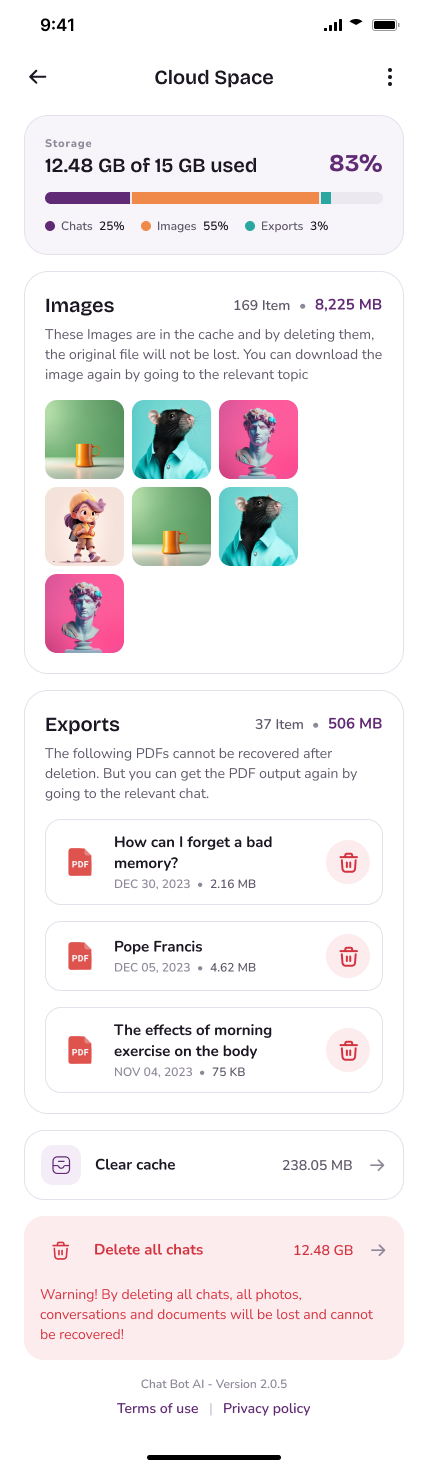 9:41
Cloud Space
Storage
12.48 GB of 15 GB used
83%
Chats 25% Images 55% Exports 3%
Images
169 Item • 8,225 MB
These Images are in the cache and by deleting them,
the original file will not be lost. You can download the
image again by going to the relevant topic
Exports
37 Item • 506 MB
The following PDFs cannot be recovered after
deletion. But you can get the PDF output again by
going to the relevant chat.
PDF
How can I forget a bad
memory?
DEC 30, 2023 • 2.16 MB
PDF
Pope Francis
DEC 05, 2023 • 4.62 MB
PDF
The effects of morning
exercise on the body
NOV 04, 2023 • 75 KB
Clear cache
238.05 MB
Delete all chats
12.48 GB
Warning! By deleting all chats, all photos,
conversations and documents will be lost and cannot
be recovered!
Chat Bot AI - Version 2.0.5
Terms of use | Privacy policy